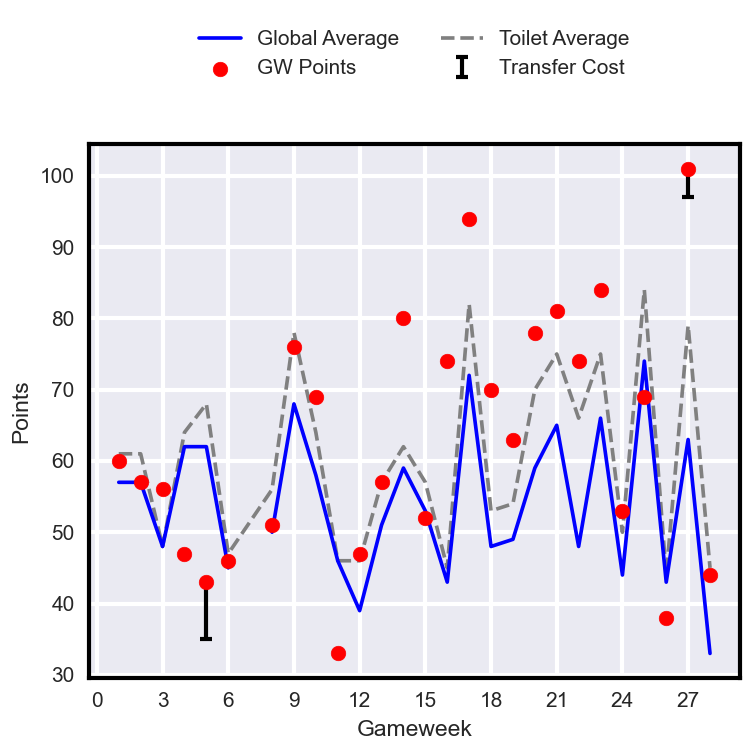 Global Average
Toilet Average
GW Points
Transfer Cost
100
90
80
70
60
50
40
30
Points
0 3 6 9 12 15 18 21 24 27
Gameweek